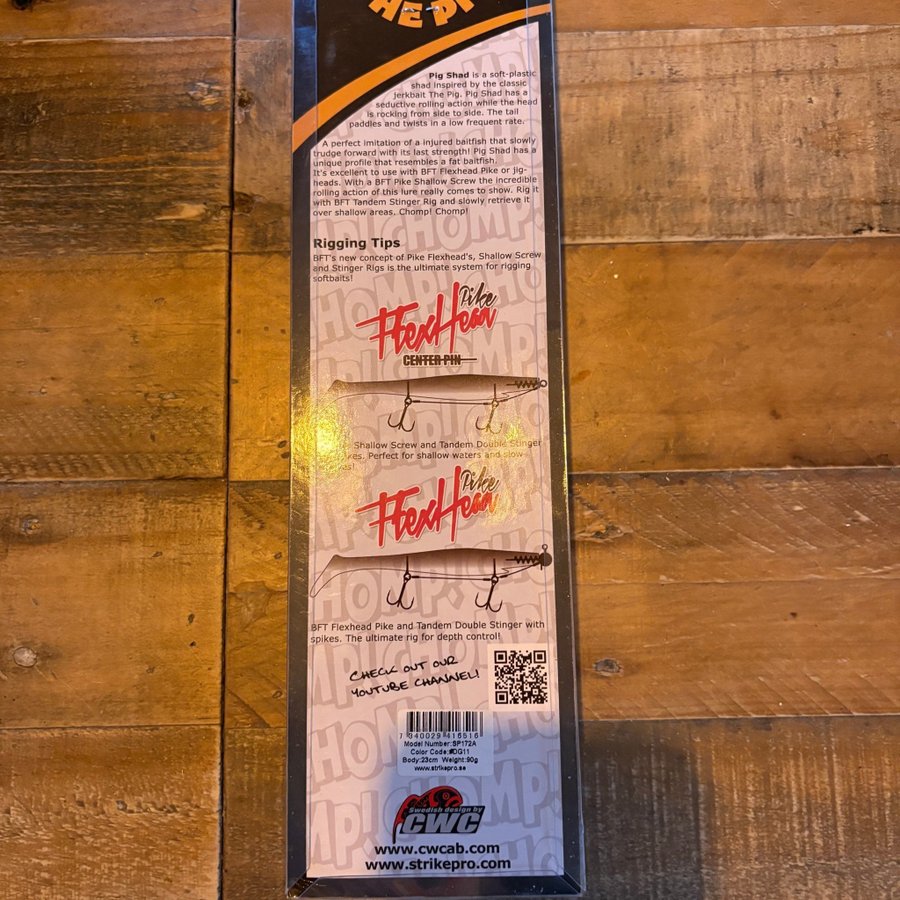 HE PI
Pig Shad is a soft-plastic
shad inspired by the classic
jerkbait The Pig. Pig Shad has a
seductive rolling action while the head
is rocking from side to side. The tail
paddles and twists in a low frequent rate.
A perfect imitation of a injured baitfish that slowly
trudge forward with its last strength! Pig Shad has a
unique profile that resembles a fat baitfish.
It's excellent to use with BFT Flexhead Pike or jig-
heads. With a BFT Pike Shallow Screw the incredible
rolling action of this lure really comes to show. Rig it
with BFT Tandem Stinger Rig and slowly retrieve it
over shallow areas. Chomp! Chomp!
Rigging Tips
BFT's new concept of Pike Flexhead's, Shallow Screw
and Stinger Rigs is the ultimate system for rigging
softbaits!
Pike
FlexHead
CENTER PIN
Shallow Screw and Tandem Double Stinger
kes. Perfect for shallow waters and slow
es!
Pike
FlexHead
BFT Flexhead Pike and Tandem Double Stinger with
spikes. The ultimate rig for depth control!
CHECK OUT OUR
YOUTUBE CHANNEL!
7 340029 416516
Model Number:SP172A
Color Code:#DG11
Body:23cm Weight:90g
www.strikepro.se
Swedish design by
CWC
www.cwcab.com
www.strikepro.com